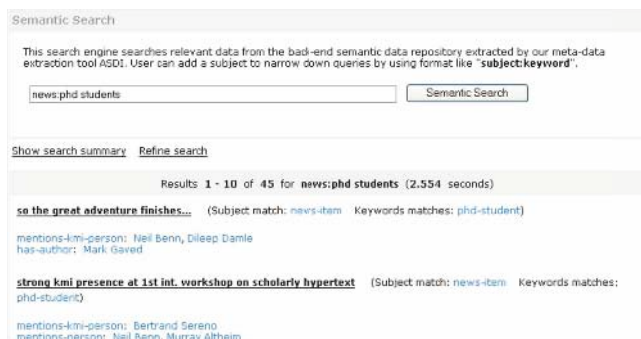 Semantic Search
This search engine searches relevant data from the back-end semantic data repository extracted by our meta-data
extraction tool ASDI. User can add a subject to narrow down queries by using format like "subject:keyword".
news:phd students
Semantic Search
Show search summary Refine search
Results 1 - 10 of 45 for news:phd students (2.554 seconds)
so the great adventure finishes... (Subject match: news-item Keywords matches: phd-student)
mentions-kmi-person: Neil Benn, Dileep Damle
has-author: Mark Gaved
strong kmi presence at 1st int. workshop on scholarly hypertext (Subject match: news-item Keywords matches:
phd-student)
mentions-kmi-person: Bertrand Sereno
mentions-person: Neil Benn, Murray Altheim